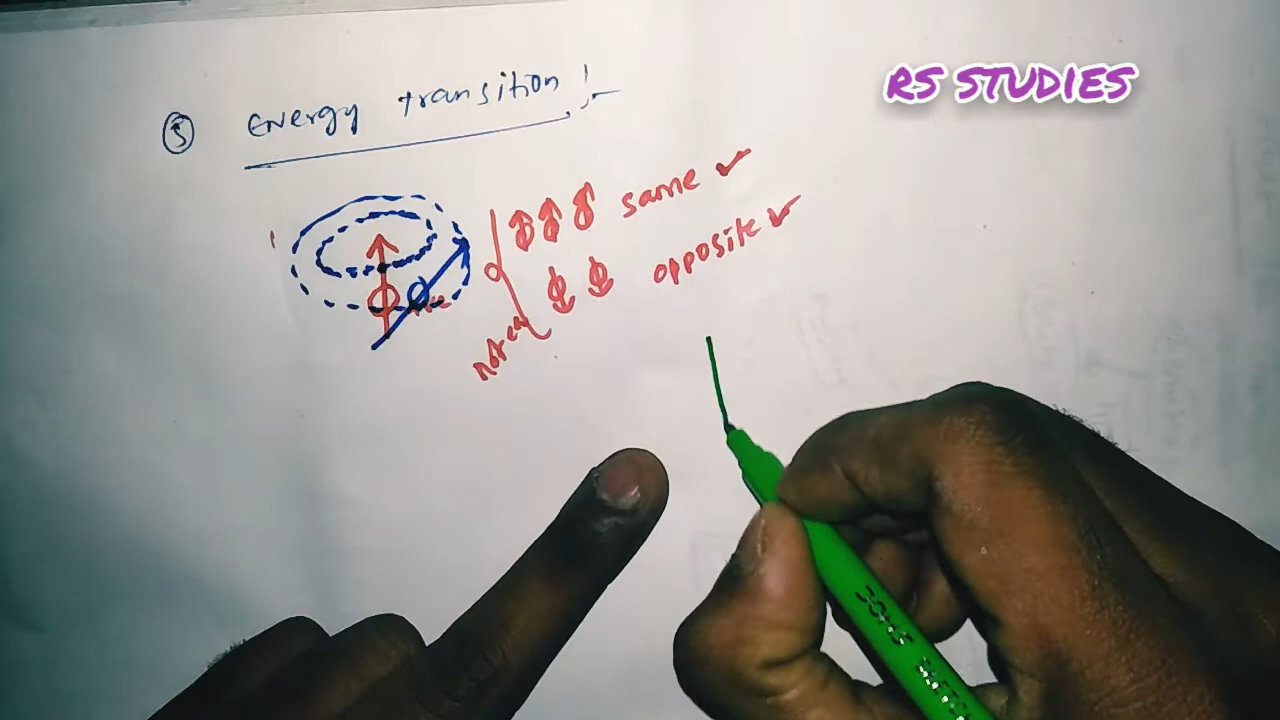 RS STUDIES
⑤ Energy transition :-
same ✓
opposite ✓